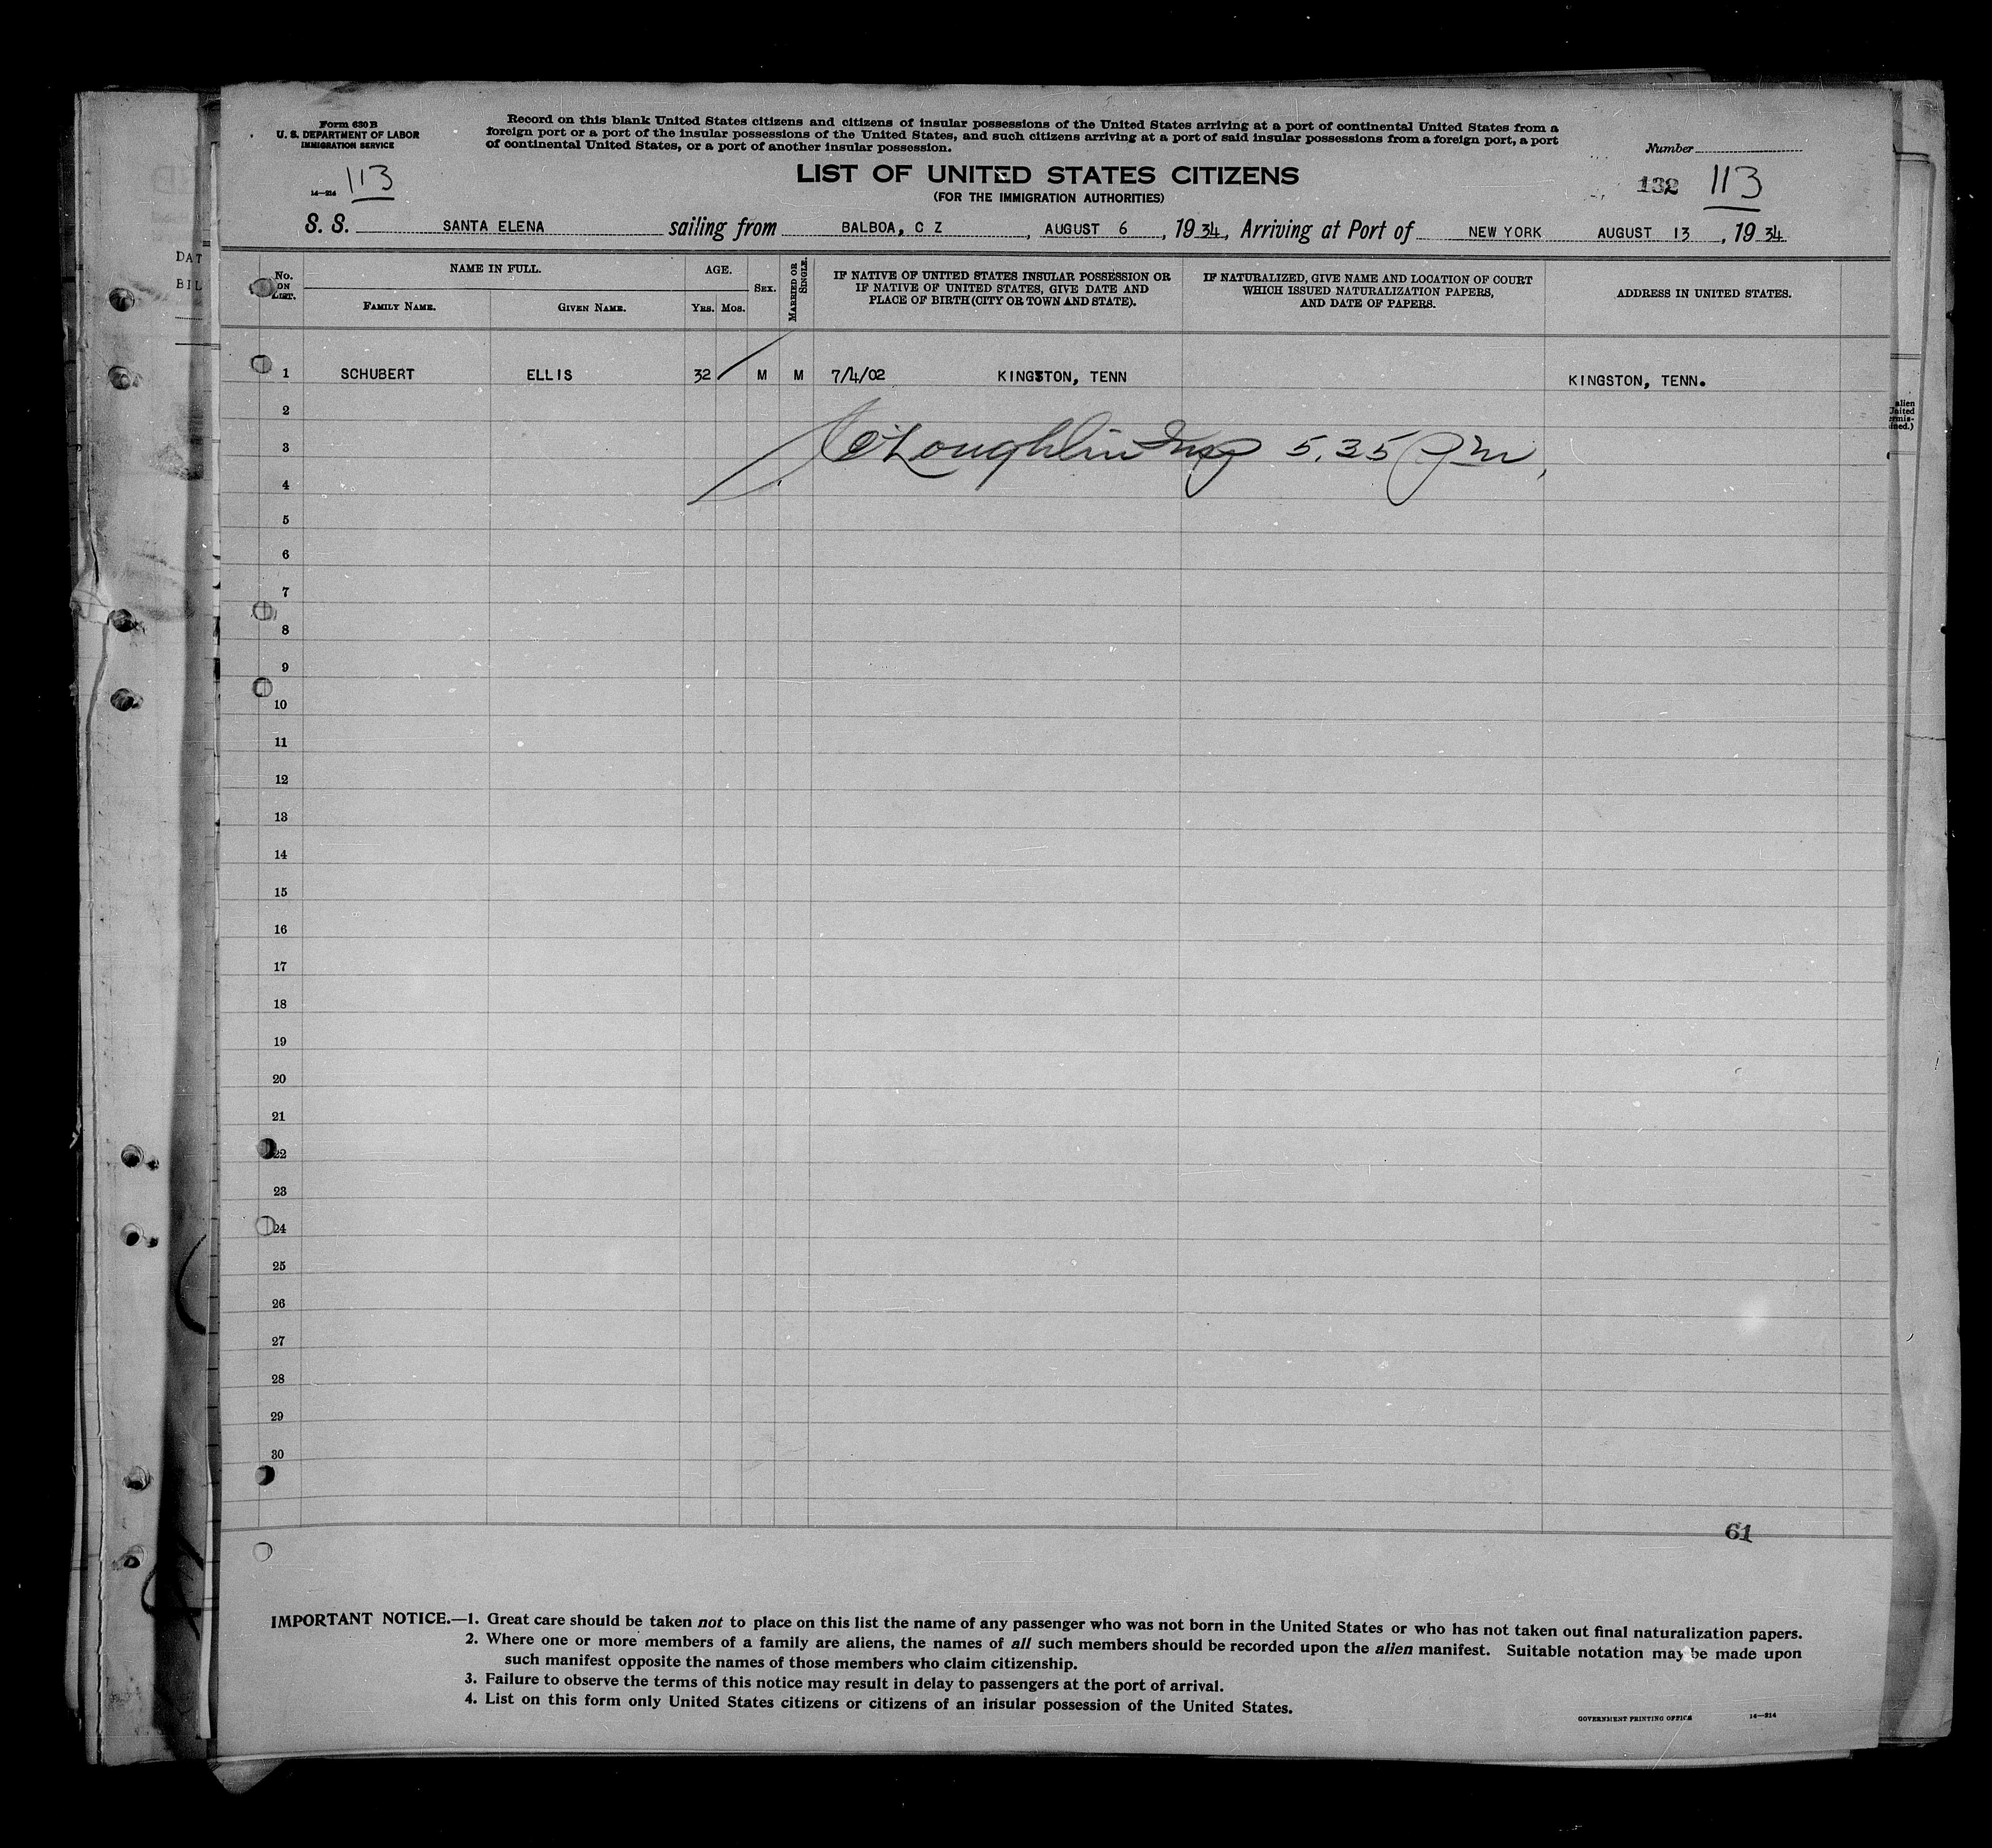 Form 630 B
U. S. DEPARTMENT OF LABOR
IMMIGRATION SERVICE
14—214
113
Record on this blank United States citizens and citizens of insular possessions of the United States arriving at a port of continental United States from a
foreign port or a port of the insular possessions of the United States, and such citizens arriving at a port of said insular possessions from a foreign port, a port
of continental United States, or a port of another insular possession.
Number
LIST OF UNITED STATES CITIZENS
(FOR THE IMMIGRATION AUTHORITIES)
132 113
S. S. SANTA ELENA sailing from BALBOA, C Z, AUGUST 6, 1934, Arriving at Port of NEW YORK AUGUST 13, 1934
DAT
BIL
No. ON LIST.
NAME IN FULL.
FAMILY NAME. GIVEN NAME.
AGE.
YRS. MOS.
SEX.
MARRIED OR SINGLE.
IF NATIVE OF UNITED STATES INSULAR POSSESSION OR
IF NATIVE OF UNITED STATES, GIVE DATE AND
PLACE OF BIRTH (CITY OR TOWN AND STATE).
IF NATURALIZED, GIVE NAME AND LOCATION OF COURT
WHICH ISSUED NATURALIZATION PAPERS,
AND DATE OF PAPERS.
ADDRESS IN UNITED STATES.
1 SCHUBERT ELLIS 32 M M 7/4/02 KINGSTON, TENN KINGSTON, TENN.
2
3 O'Loughlin Insp 5.35 Pm
4
5
6
7
8
9
10
11
12
13
14
15
16
17
18
19
20
21
22
23
24
25
26
27
28
29
30
61
IMPORTANT NOTICE.—1. Great care should be taken not to place on this list the name of any passenger who was not born in the United States or who has not taken out final naturalization papers.
2. Where one or more members of a family are aliens, the names of all such members should be recorded upon the alien manifest. Suitable notation may be made upon
such manifest opposite the names of those members who claim citizenship.
3. Failure to observe the terms of this notice may result in delay to passengers at the port of arrival.
4. List on this form only United States citizens or citizens of an insular possession of the United States.
GOVERNMENT PRINTING OFFICE 14—214